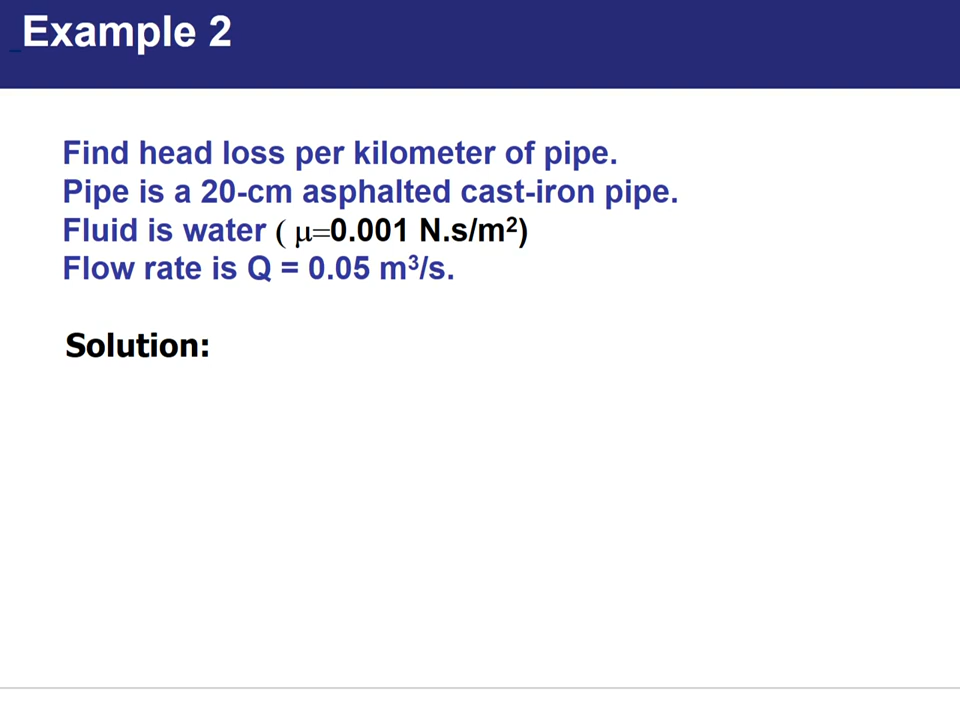 Example 2
Find head loss per kilometer of pipe.
Pipe is a 20-cm asphalted cast-iron pipe.
Fluid is water ( μ=0.001 N.s/m²)
Flow rate is Q = 0.05 m³/s.
Solution: